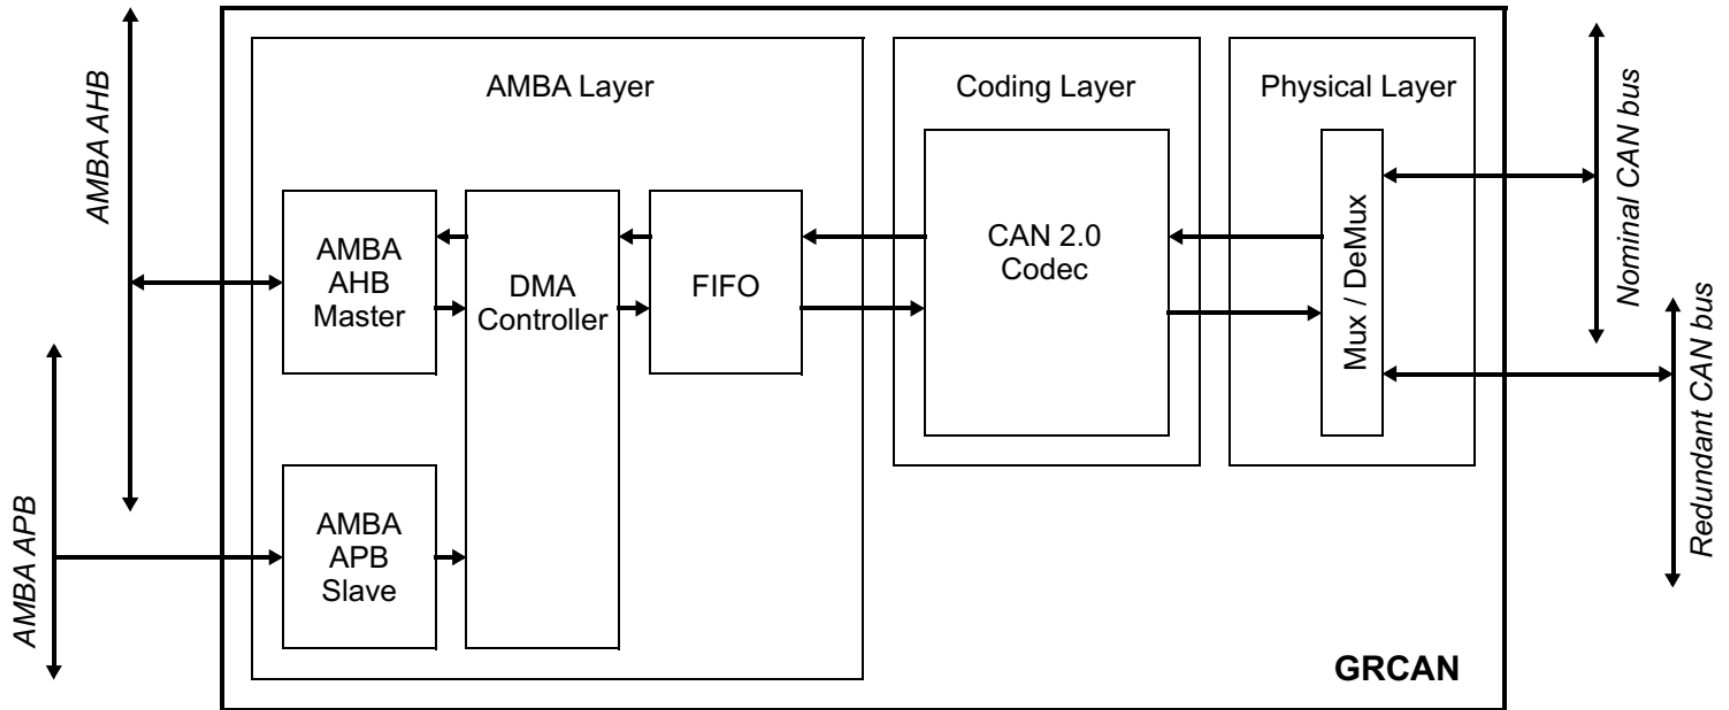 AMBA AHB
AMBA APB
AMBA Layer
AMBA
AHB
Master
DMA
Controller
FIFO
AMBA
APB
Slave
Coding Layer
CAN 2.0
Codec
Physical Layer
Mux / DeMux
Nominal CAN bus
Redundant CAN bus
GRCAN